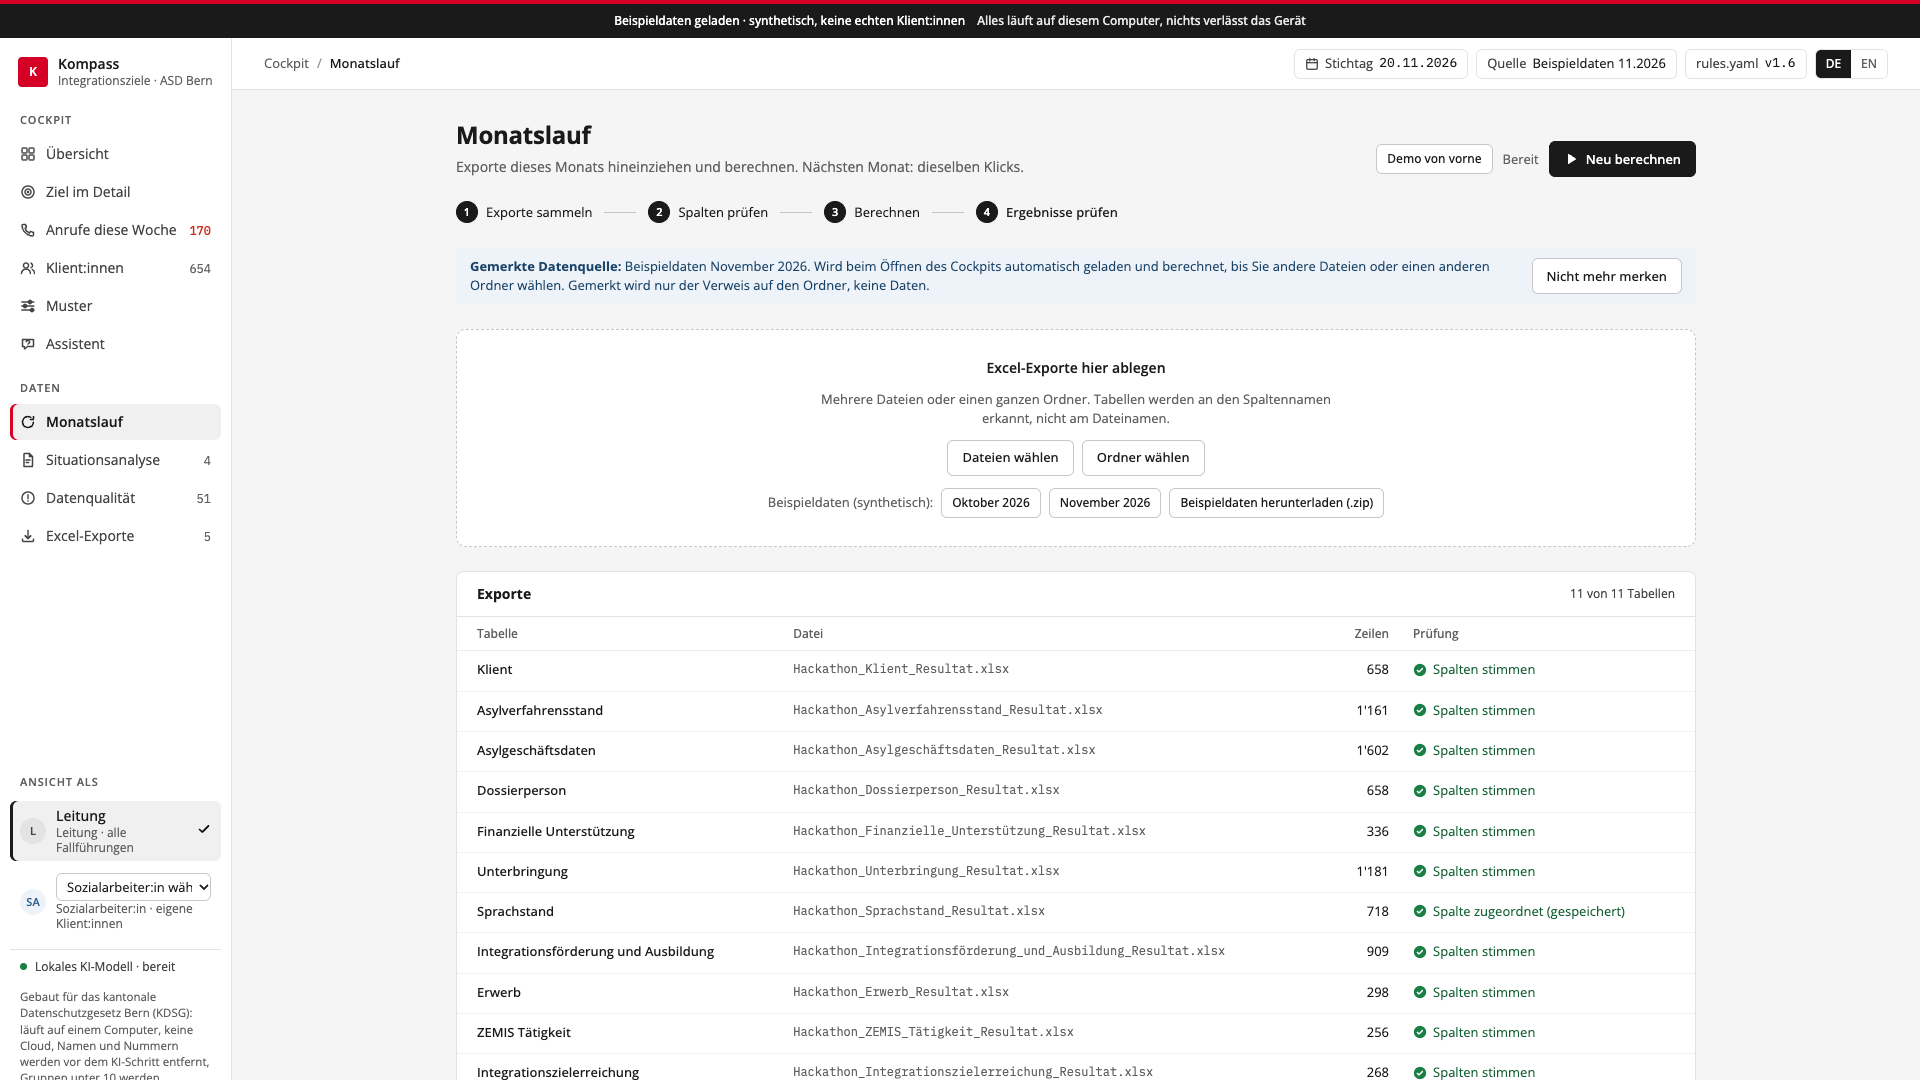 Beispieldaten geladen · synthetisch, keine echten Klient:innen Alles läuft auf diesem Computer, nichts verlässt das Gerät
K
Kompass
Integrationsziele · ASD Bern
Cockpit / Monatslauf
Stichtag 20.11.2026
Quelle Beispieldaten 11.2026
rules.yaml v1.6
DE EN
COCKPIT
Übersicht
Ziel im Detail
Anrufe diese Woche 170
Klient:innen 654
Muster
Assistent
DATEN
Monatslauf
Situationsanalyse 4
Datenqualität 51
Excel-Exporte 5
ANSICHT ALS
L
Leitung
Leitung · alle
Fallführungen
SA
Sozialarbeiter:in wäh
Sozialarbeiter:in · eigene
Klient:innen
Lokales KI-Modell · bereit
Gebaut für das kantonale
Datenschutzgesetz Bern (KDSG):
läuft auf einem Computer, keine
Cloud, Namen und Nummern
werden vor dem KI-Schritt entfernt,
Gruppen unter 10 werden
Monatslauf
Exporte dieses Monats hineinziehen und berechnen. Nächsten Monat: dieselben Klicks.
Demo von vorne Bereit Neu berechnen
1 Exporte sammeln 2 Spalten prüfen 3 Berechnen 4 Ergebnisse prüfen
Gemerkte Datenquelle: Beispieldaten November 2026. Wird beim Öffnen des Cockpits automatisch geladen und berechnet, bis Sie andere Dateien oder einen anderen
Ordner wählen. Gemerkt wird nur der Verweis auf den Ordner, keine Daten.
Nicht mehr merken
Excel-Exporte hier ablegen
Mehrere Dateien oder einen ganzen Ordner. Tabellen werden an den Spaltennamen
erkannt, nicht am Dateinamen.
Dateien wählen Ordner wählen
Beispieldaten (synthetisch): Oktober 2026 November 2026 Beispieldaten herunterladen (.zip)
Exporte 11 von 11 Tabellen
Tabelle Datei Zeilen Prüfung
Klient Hackathon_Klient_Resultat.xlsx 658 Spalten stimmen
Asylverfahrensstand Hackathon_Asylverfahrensstand_Resultat.xlsx 1'161 Spalten stimmen
Asylgeschäftsdaten Hackathon_Asylgeschäftsdaten_Resultat.xlsx 1'602 Spalten stimmen
Dossierperson Hackathon_Dossierperson_Resultat.xlsx 658 Spalten stimmen
Finanzielle Unterstützung Hackathon_Finanzielle_Unterstützung_Resultat.xlsx 336 Spalten stimmen
Unterbringung Hackathon_Unterbringung_Resultat.xlsx 1'181 Spalten stimmen
Sprachstand Hackathon_Sprachstand_Resultat.xlsx 718 Spalte zugeordnet (gespeichert)
Integrationsförderung und Ausbildung Hackathon_Integrationsförderung_und_Ausbildung_Resultat.xlsx 909 Spalten stimmen
Erwerb Hackathon_Erwerb_Resultat.xlsx 298 Spalten stimmen
ZEMIS Tätigkeit Hackathon_ZEMIS_Tätigkeit_Resultat.xlsx 256 Spalten stimmen
Integrationszielerreichung Hackathon_Integrationszielerreichung_Resultat.xlsx 268 Spalten stimmen